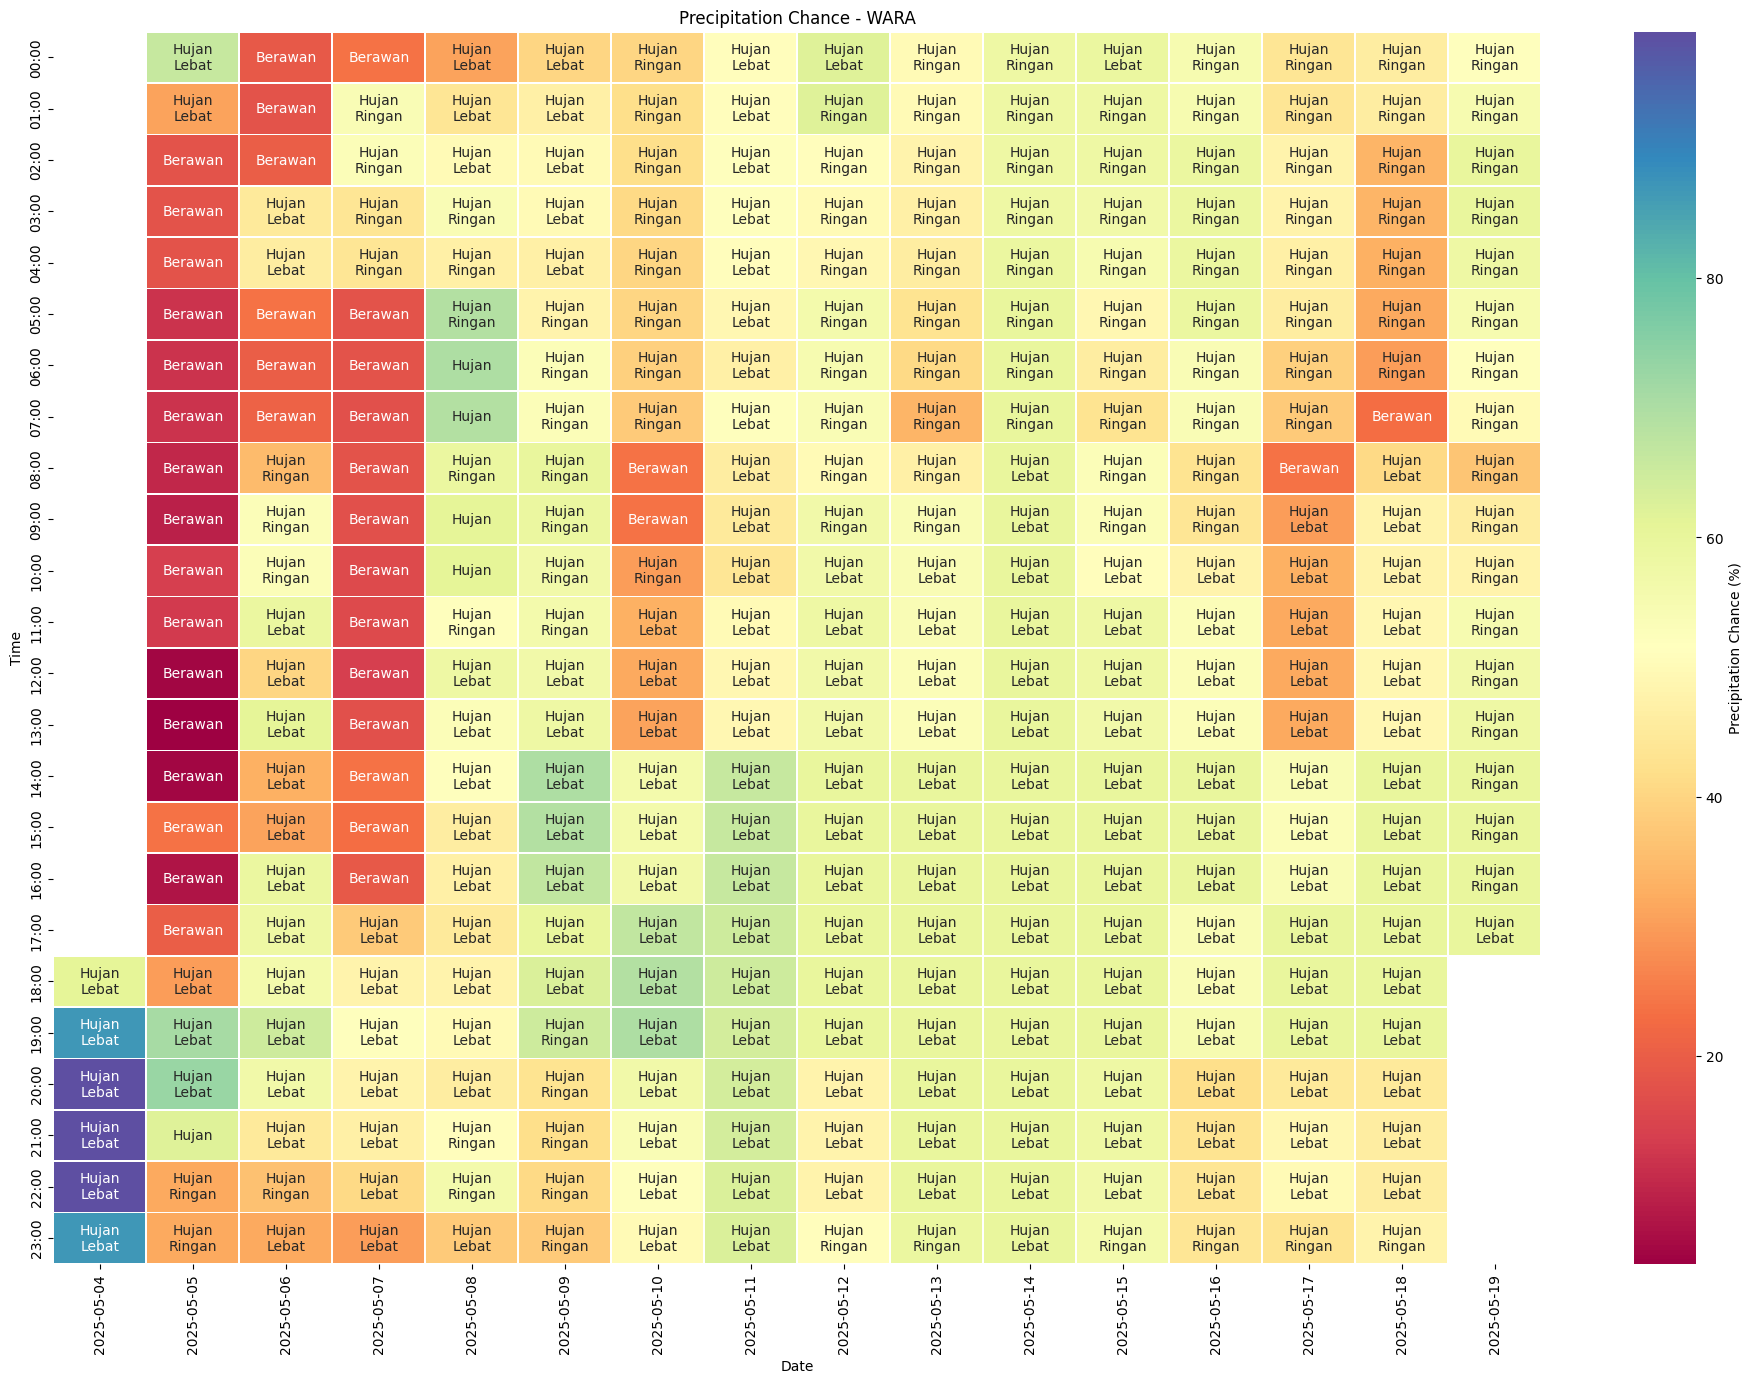 Precipitation Chance - WARA
00:00 Hujan Lebat Berawan Berawan Hujan Lebat Hujan Lebat Hujan Ringan Hujan Lebat Hujan Lebat Hujan Ringan Hujan Ringan Hujan Lebat Hujan Ringan Hujan Ringan Hujan Ringan Hujan Ringan
01:00 Hujan Lebat Berawan Hujan Ringan Hujan Lebat Hujan Lebat Hujan Ringan Hujan Lebat Hujan Ringan Hujan Ringan Hujan Ringan Hujan Ringan Hujan Ringan Hujan Ringan Hujan Ringan Hujan Ringan
02:00 Berawan Berawan Hujan Ringan Hujan Lebat Hujan Lebat Hujan Ringan Hujan Lebat Hujan Ringan Hujan Ringan Hujan Ringan Hujan Ringan Hujan Ringan Hujan Ringan Hujan Ringan Hujan Ringan
03:00 Berawan Hujan Lebat Hujan Ringan Hujan Ringan Hujan Lebat Hujan Ringan Hujan Lebat Hujan Ringan Hujan Ringan Hujan Ringan Hujan Ringan Hujan Ringan Hujan Ringan Hujan Ringan Hujan Ringan
04:00 Berawan Hujan Lebat Hujan Ringan Hujan Ringan Hujan Lebat Hujan Ringan Hujan Lebat Hujan Ringan Hujan Ringan Hujan Ringan Hujan Ringan Hujan Ringan Hujan Ringan Hujan Ringan Hujan Ringan
05:00 Berawan Berawan Berawan Hujan Ringan Hujan Ringan Hujan Ringan Hujan Lebat Hujan Ringan Hujan Ringan Hujan Ringan Hujan Ringan Hujan Ringan Hujan Ringan Hujan Ringan Hujan Ringan
06:00 Berawan Berawan Berawan Hujan Hujan Ringan Hujan Ringan Hujan Lebat Hujan Ringan Hujan Ringan Hujan Ringan Hujan Ringan Hujan Ringan Hujan Ringan Hujan Ringan Hujan Ringan
07:00 Berawan Berawan Berawan Hujan Hujan Ringan Hujan Ringan Hujan Lebat Hujan Ringan Hujan Ringan Hujan Ringan Hujan Ringan Hujan Ringan Hujan Ringan Berawan Hujan Ringan
08:00 Berawan Hujan Ringan Berawan Hujan Ringan Hujan Ringan Berawan Hujan Lebat Hujan Ringan Hujan Ringan Hujan Lebat Hujan Ringan Hujan Ringan Berawan Hujan Lebat Hujan Ringan
09:00 Berawan Hujan Ringan Berawan Hujan Hujan Ringan Berawan Hujan Lebat Hujan Ringan Hujan Ringan Hujan Lebat Hujan Ringan Hujan Ringan Hujan Lebat Hujan Lebat Hujan Ringan
10:00 Berawan Hujan Ringan Berawan Hujan Hujan Ringan Hujan Ringan Hujan Lebat Hujan Lebat Hujan Lebat Hujan Lebat Hujan Lebat Hujan Lebat Hujan Lebat Hujan Lebat Hujan Ringan
11:00 Berawan Hujan Lebat Berawan Hujan Ringan Hujan Ringan Hujan Lebat Hujan Lebat Hujan Lebat Hujan Lebat Hujan Lebat Hujan Lebat Hujan Lebat Hujan Lebat Hujan Lebat Hujan Ringan
12:00 Berawan Hujan Lebat Berawan Hujan Lebat Hujan Lebat Hujan Lebat Hujan Lebat Hujan Lebat Hujan Lebat Hujan Lebat Hujan Lebat Hujan Lebat Hujan Lebat Hujan Lebat Hujan Ringan
13:00 Berawan Hujan Lebat Berawan Hujan Lebat Hujan Lebat Hujan Lebat Hujan Lebat Hujan Lebat Hujan Lebat Hujan Lebat Hujan Lebat Hujan Lebat Hujan Lebat Hujan Lebat Hujan Ringan
14:00 Berawan Hujan Lebat Berawan Hujan Lebat Hujan Lebat Hujan Lebat Hujan Lebat Hujan Lebat Hujan Lebat Hujan Lebat Hujan Lebat Hujan Lebat Hujan Lebat Hujan Lebat Hujan Ringan
15:00 Berawan Hujan Lebat Berawan Hujan Lebat Hujan Lebat Hujan Lebat Hujan Lebat Hujan Lebat Hujan Lebat Hujan Lebat Hujan Lebat Hujan Lebat Hujan Lebat Hujan Lebat Hujan Ringan
16:00 Berawan Hujan Lebat Berawan Hujan Lebat Hujan Lebat Hujan Lebat Hujan Lebat Hujan Lebat Hujan Lebat Hujan Lebat Hujan Lebat Hujan Lebat Hujan Lebat Hujan Lebat Hujan Ringan
17:00 Berawan Hujan Lebat Hujan Lebat Hujan Lebat Hujan Lebat Hujan Lebat Hujan Lebat Hujan Lebat Hujan Lebat Hujan Lebat Hujan Lebat Hujan Lebat Hujan Lebat Hujan Lebat Hujan Lebat
18:00 Hujan Lebat Hujan Lebat Hujan Lebat Hujan Lebat Hujan Lebat Hujan Lebat Hujan Lebat Hujan Lebat Hujan Lebat Hujan Lebat Hujan Lebat Hujan Lebat Hujan Lebat Hujan Lebat Hujan Lebat
19:00 Hujan Lebat Hujan Lebat Hujan Lebat Hujan Lebat Hujan Lebat Hujan Ringan Hujan Lebat Hujan Lebat Hujan Lebat Hujan Lebat Hujan Lebat Hujan Lebat Hujan Lebat Hujan Lebat Hujan Lebat
20:00 Hujan Lebat Hujan Lebat Hujan Lebat Hujan Lebat Hujan Lebat Hujan Ringan Hujan Lebat Hujan Lebat Hujan Lebat Hujan Lebat Hujan Lebat Hujan Lebat Hujan Lebat Hujan Lebat Hujan Lebat
21:00 Hujan Lebat Hujan Hujan Lebat Hujan Lebat Hujan Ringan Hujan Ringan Hujan Lebat Hujan Lebat Hujan Lebat Hujan Lebat Hujan Lebat Hujan Lebat Hujan Lebat Hujan Lebat Hujan Lebat
22:00 Hujan Lebat Hujan Ringan Hujan Ringan Hujan Lebat Hujan Ringan Hujan Ringan Hujan Lebat Hujan Lebat Hujan Lebat Hujan Lebat Hujan Lebat Hujan Lebat Hujan Lebat Hujan Lebat Hujan Lebat
23:00 Hujan Lebat Hujan Ringan Hujan Lebat Hujan Lebat Hujan Lebat Hujan Ringan Hujan Lebat Hujan Lebat Hujan Ringan Hujan Ringan Hujan Lebat Hujan Ringan Hujan Ringan Hujan Ringan Hujan Ringan
Time
2025-05-04 2025-05-05 2025-05-06 2025-05-07 2025-05-08 2025-05-09 2025-05-10 2025-05-11 2025-05-12 2025-05-13 2025-05-14 2025-05-15 2025-05-16 2025-05-17 2025-05-18 2025-05-19
Date
80
60
40
20
Precipitation Chance (%)